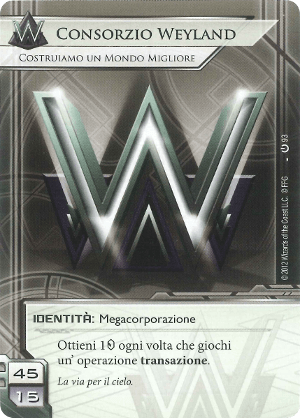 Consorzio Weyland
Costruiamo un Mondo Migliore
W
93
© 2012 Wizards of the Coast LLC. © FFG
IDENTITÀ: Megacorporazione
Ottieni 1 ogni volta che giochi
un' operazione transazione.
La via per il cielo.
45
15